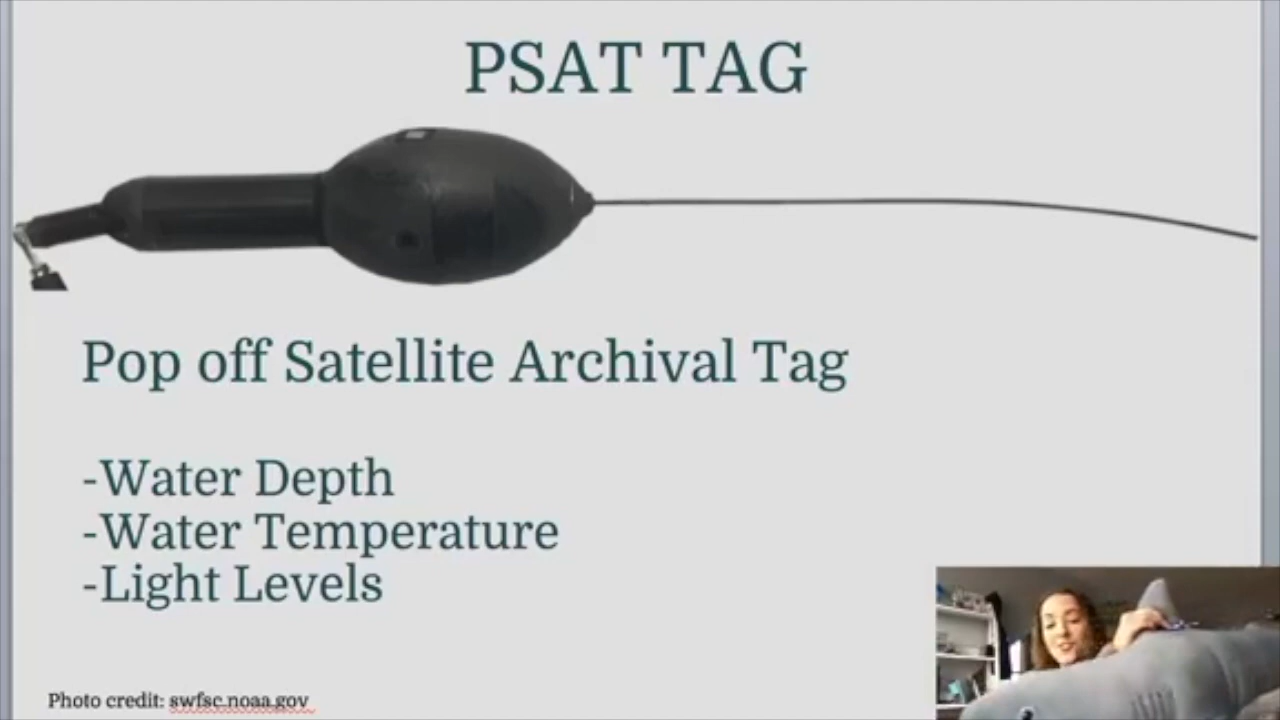 PSAT TAG
Pop off Satellite Archival Tag
-Water Depth
-Water Temperature
-Light Levels
Photo credit: swfsc.noaa.gov